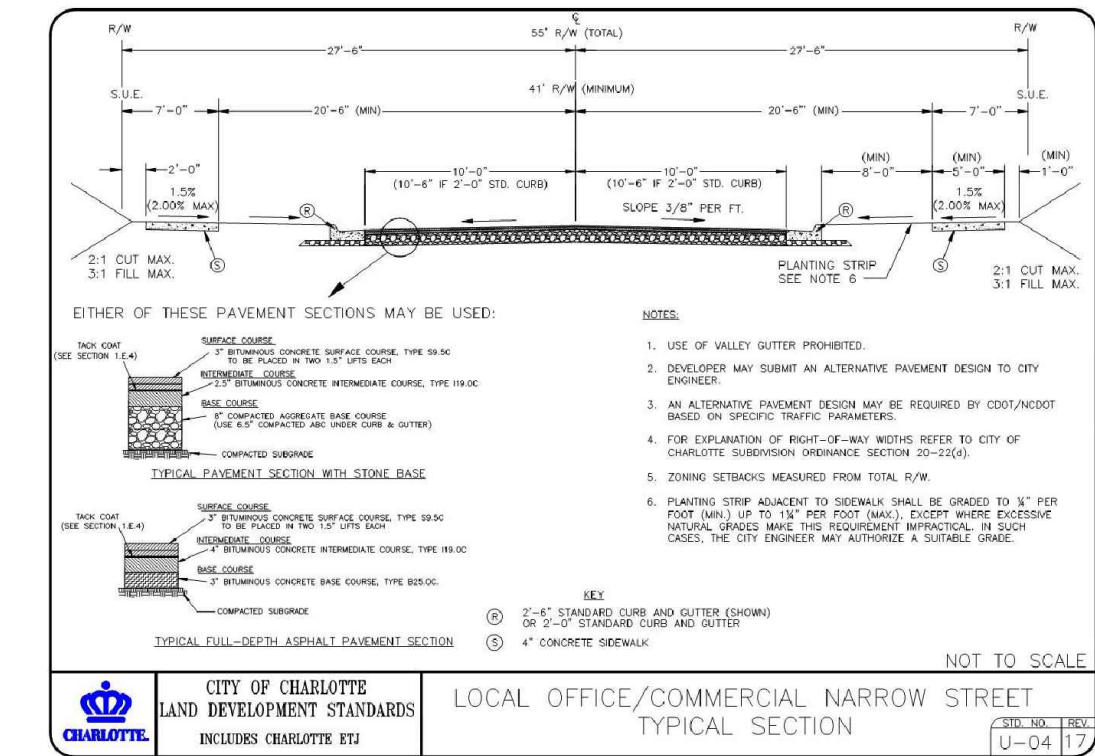 ℄
R/W
55' R/W (TOTAL)
R/W
27'-6"
27'-6"
S.U.E.
41' R/W (MINIMUM)
S.U.E.
7'-0"
20'-6" (MIN)
20'-6" (MIN)
7'-0"
2'-0"
10'-0"
(10'-6" IF 2'-0" STD. CURB)
10'-0"
(10'-6" IF 2'-0" STD. CURB)
(MIN)
8'-0"
(MIN)
5'-0"
(MIN)
1'-0"
1.5%
(2.00% MAX)
R
SLOPE 3/8" PER FT.
R
1.5%
(2.00% MAX)
2:1 CUT MAX.
3:1 FILL MAX.
S
PLANTING STRIP
SEE NOTE 6
S
2:1 CUT MAX.
3:1 FILL MAX.
EITHER OF THESE PAVEMENT SECTIONS MAY BE USED:
TACK COAT
(SEE SECTION 1.E.4)
SURFACE COURSE
3" BITUMINOUS CONCRETE SURFACE COURSE, TYPE S9.5C
TO BE PLACED IN TWO 1.5" LIFTS EACH
INTERMEDIATE COURSE
2.5" BITUMINOUS CONCRETE INTERMEDIATE COURSE, TYPE I19.0C
BASE COURSE
8" COMPACTED AGGREGATE BASE COURSE
(USE 6.5" COMPACTED ABC UNDER CURB & GUTTER)
COMPACTED SUBGRADE
TYPICAL PAVEMENT SECTION WITH STONE BASE
TACK COAT
(SEE SECTION 1.E.4)
SURFACE COURSE
3" BITUMINOUS CONCRETE SURFACE COURSE, TYPE S9.5C
TO BE PLACED IN TWO 1.5" LIFTS EACH
INTERMEDIATE COURSE
4" BITUMINOUS CONCRETE INTERMEDIATE COURSE, TYPE I19.0C
BASE COURSE
3" BITUMINOUS CONCRETE BASE COURSE, TYPE B25.0C.
COMPACTED SUBGRADE
TYPICAL FULL-DEPTH ASPHALT PAVEMENT SECTION
NOTES:
1. USE OF VALLEY GUTTER PROHIBITED.
2. DEVELOPER MAY SUBMIT AN ALTERNATIVE PAVEMENT DESIGN TO CITY
ENGINEER.
3. AN ALTERNATIVE PAVEMENT DESIGN MAY BE REQUIRED BY CDOT/NCDOT
BASED ON SPECIFIC TRAFFIC PARAMETERS.
4. FOR EXPLANATION OF RIGHT-OF-WAY WIDTHS REFER TO CITY OF
CHARLOTTE SUBDIVISION ORDINANCE SECTION 20-22(d).
5. ZONING SETBACKS MEASURED FROM TOTAL R/W.
6. PLANTING STRIP ADJACENT TO SIDEWALK SHALL BE GRADED TO ¼" PER
FOOT (MIN.) UP TO 1¼" PER FOOT (MAX.), EXCEPT WHERE EXCESSIVE
NATURAL GRADES MAKE THIS REQUIREMENT IMPRACTICAL. IN SUCH
CASES, THE CITY ENGINEER MAY AUTHORIZE A SUITABLE GRADE.
KEY
R 2'-6" STANDARD CURB AND GUTTER (SHOWN)
OR 2'-0" STANDARD CURB AND GUTTER
S 4" CONCRETE SIDEWALK
NOT TO SCALE
CHARLOTTE.
CITY OF CHARLOTTE
LAND DEVELOPMENT STANDARDS
INCLUDES CHARLOTTE ETJ
LOCAL OFFICE/COMMERCIAL NARROW STREET
TYPICAL SECTION
STD. NO. REV.
U-04 17